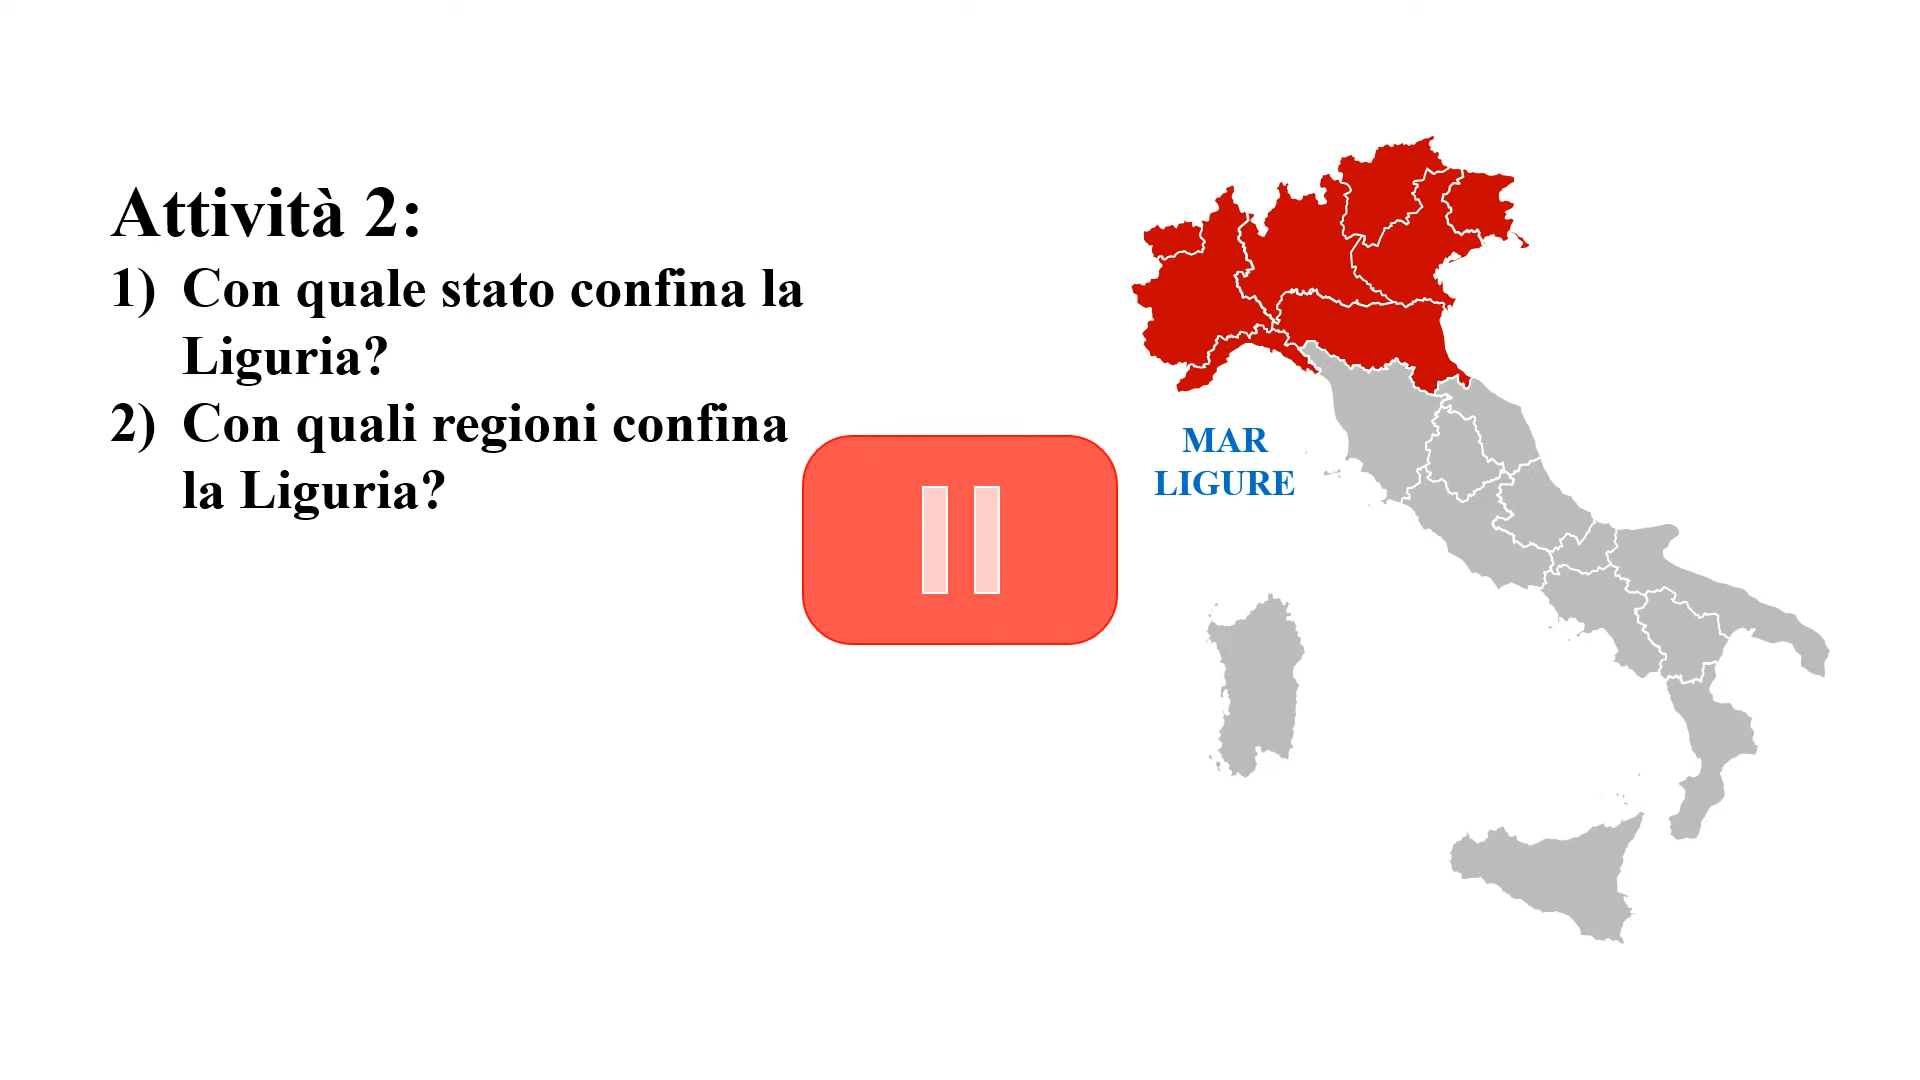 Attività 2:
1) Con quale stato confina la
Liguria?
2) Con quali regioni confina
la Liguria?
MAR
LIGURE